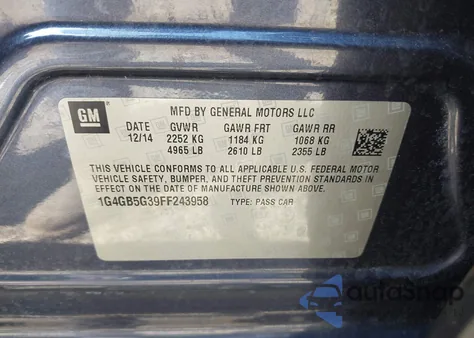 GM
MFD BY GENERAL MOTORS LLC
DATE GVWR GAWR FRT GAWR RR
12/14 2252 KG 1184 KG 1068 KG
4965 LB 2610 LB 2355 LB
THIS VEHICLE CONFORMS TO ALL APPLICABLE U.S. FEDERAL MOTOR
VEHICLE SAFETY, BUMPER, AND THEFT PREVENTION STANDARDS IN
EFFECT ON THE DATE OF MANUFACTURE SHOWN ABOVE.
1G4GB5G39FF243958 TYPE: PASS CAR
autoSnap